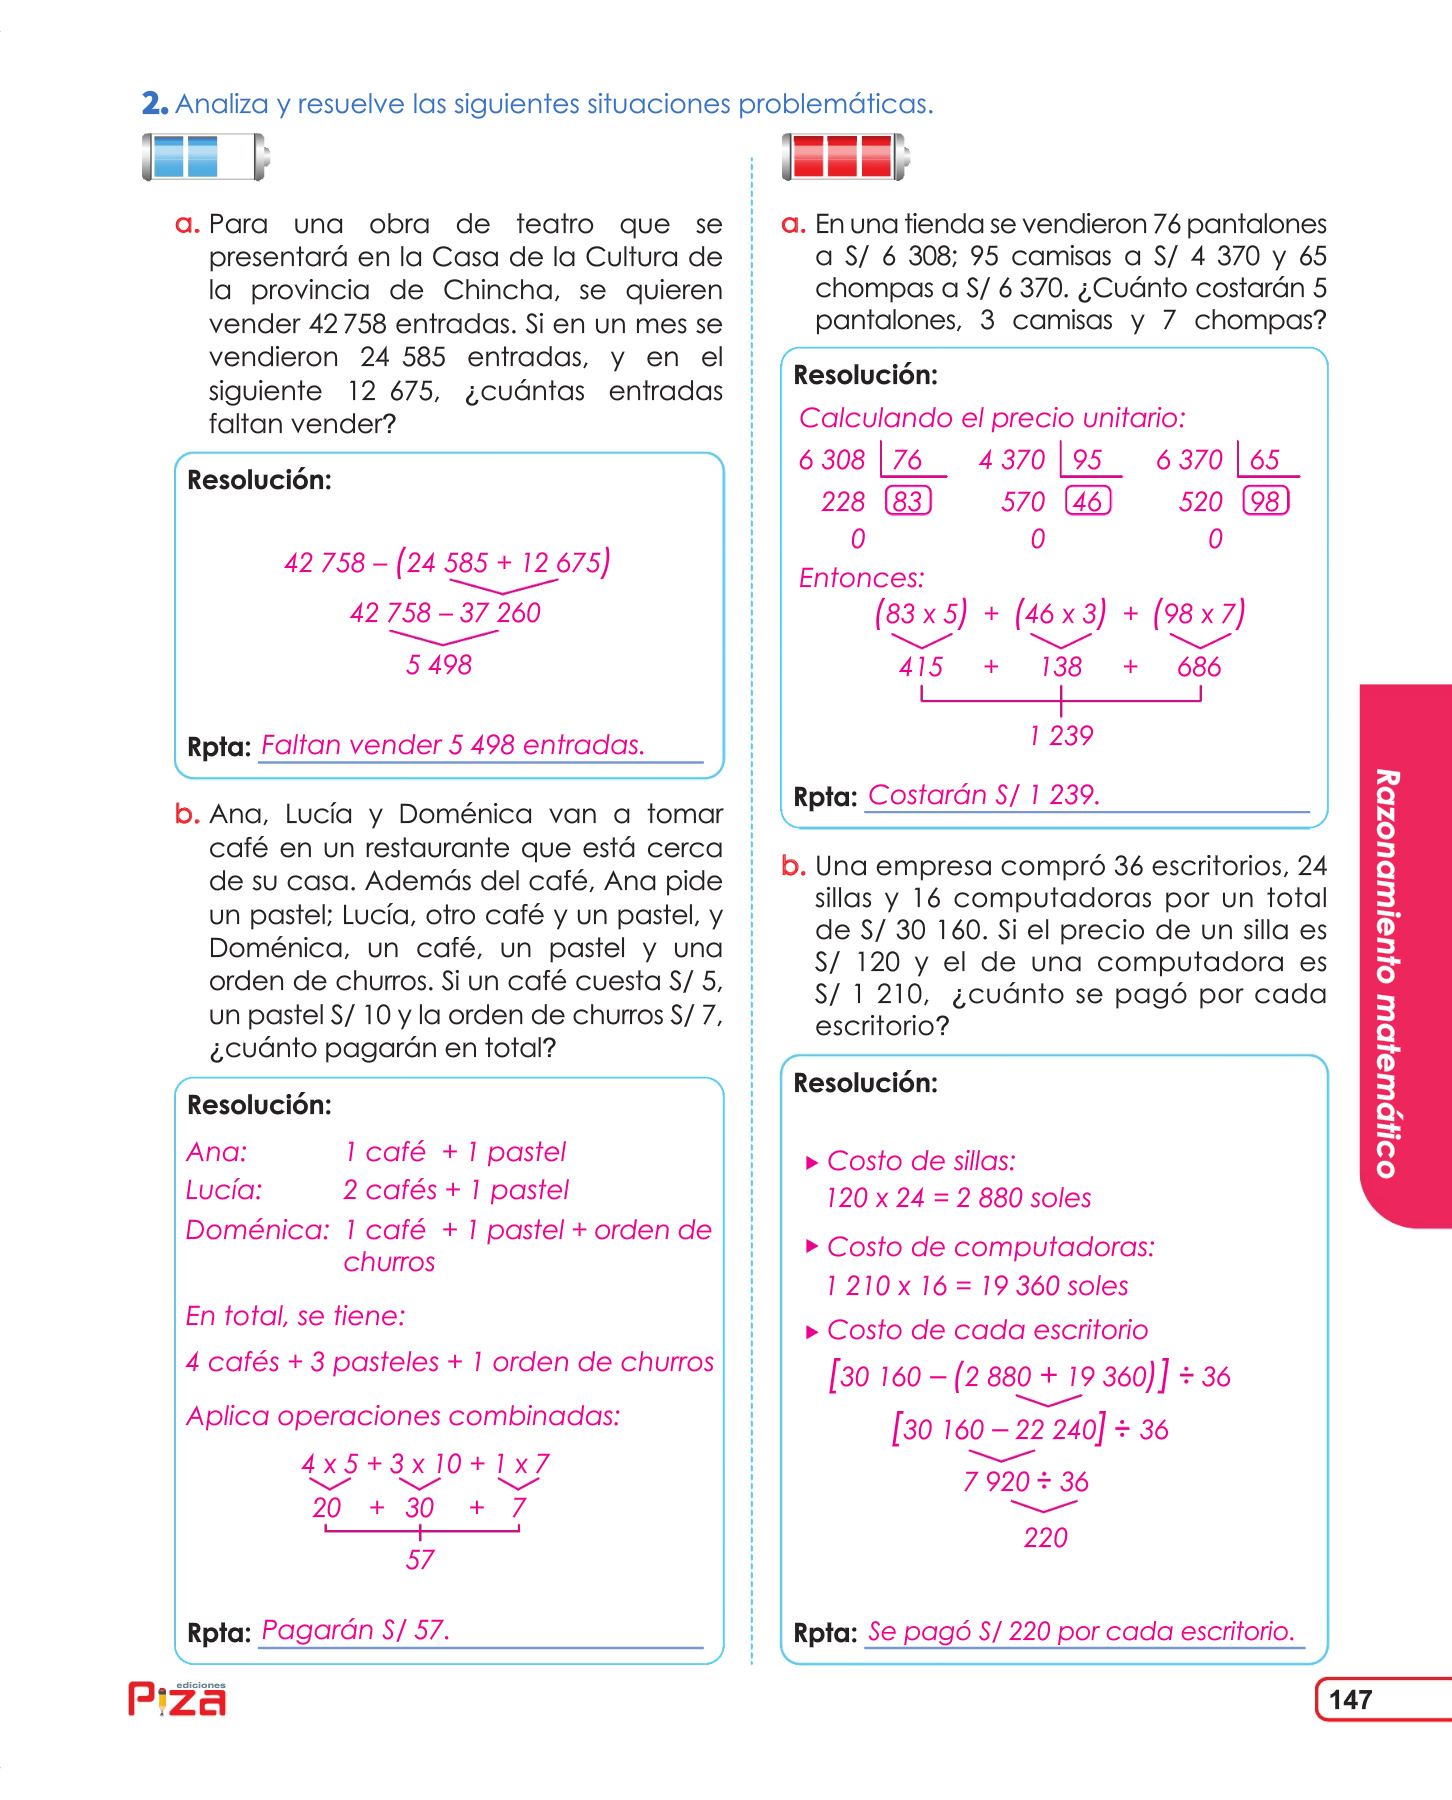 2. Analiza y resuelve las siguientes situaciones problemáticas.
a. Para una obra de teatro que se
presentará en la Casa de la Cultura de
la provincia de Chincha, se quieren
vender 42 758 entradas. Si en un mes se
vendieron 24 585 entradas, y en el
siguiente 12 675, ¿cuántas entradas
faltan vender?
Resolución:
42 758 – (24 585 + 12 675)
42 758 – 37 260
5 498
Rpta: Faltan vender 5 498 entradas.
b. Ana, Lucía y Doménica van a tomar
café en un restaurante que está cerca
de su casa. Además del café, Ana pide
un pastel; Lucía, otro café y un pastel, y
Doménica, un café, un pastel y una
orden de churros. Si un café cuesta S/ 5,
un pastel S/ 10 y la orden de churros S/ 7,
¿cuánto pagarán en total?
Resolución:
Ana: 1 café + 1 pastel
Lucía: 2 cafés + 1 pastel
Doménica: 1 café + 1 pastel + orden de
churros
En total, se tiene:
4 cafés + 3 pasteles + 1 orden de churros
Aplica operaciones combinadas:
4 x 5 + 3 x 10 + 1 x 7
20 + 30 + 7
57
Rpta: Pagarán S/ 57.
a. En una tienda se vendieron 76 pantalones
a S/ 6 308; 95 camisas a S/ 4 370 y 65
chompas a S/ 6 370. ¿Cuánto costarán 5
pantalones, 3 camisas y 7 chompas?
Resolución:
Calculando el precio unitario:
6 308 76 4 370 95 6 370 65
228 83 570 46 520 98
0 0 0
Entonces:
(83 x 5) + (46 x 3) + (98 x 7)
415 + 138 + 686
1 239
Rpta: Costarán S/ 1 239.
b. Una empresa compró 36 escritorios, 24
sillas y 16 computadoras por un total
de S/ 30 160. Si el precio de un silla es
S/ 120 y el de una computadora es
S/ 1 210, ¿cuánto se pagó por cada
escritorio?
Resolución:
▶ Costo de sillas:
120 x 24 = 2 880 soles
▶ Costo de computadoras:
1 210 x 16 = 19 360 soles
▶ Costo de cada escritorio
[30 160 – (2 880 + 19 360)] ÷ 36
[30 160 – 22 240] ÷ 36
7 920 ÷ 36
220
Rpta: Se pagó S/ 220 por cada escritorio.
Razonamiento matemático
ediciones
Piza
147